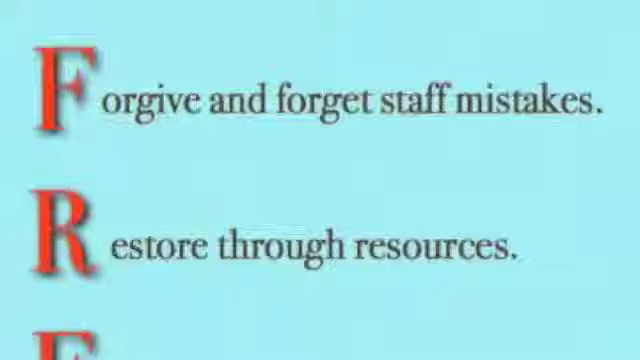 Forgive and forget staff mistakes.
Restore through resources.